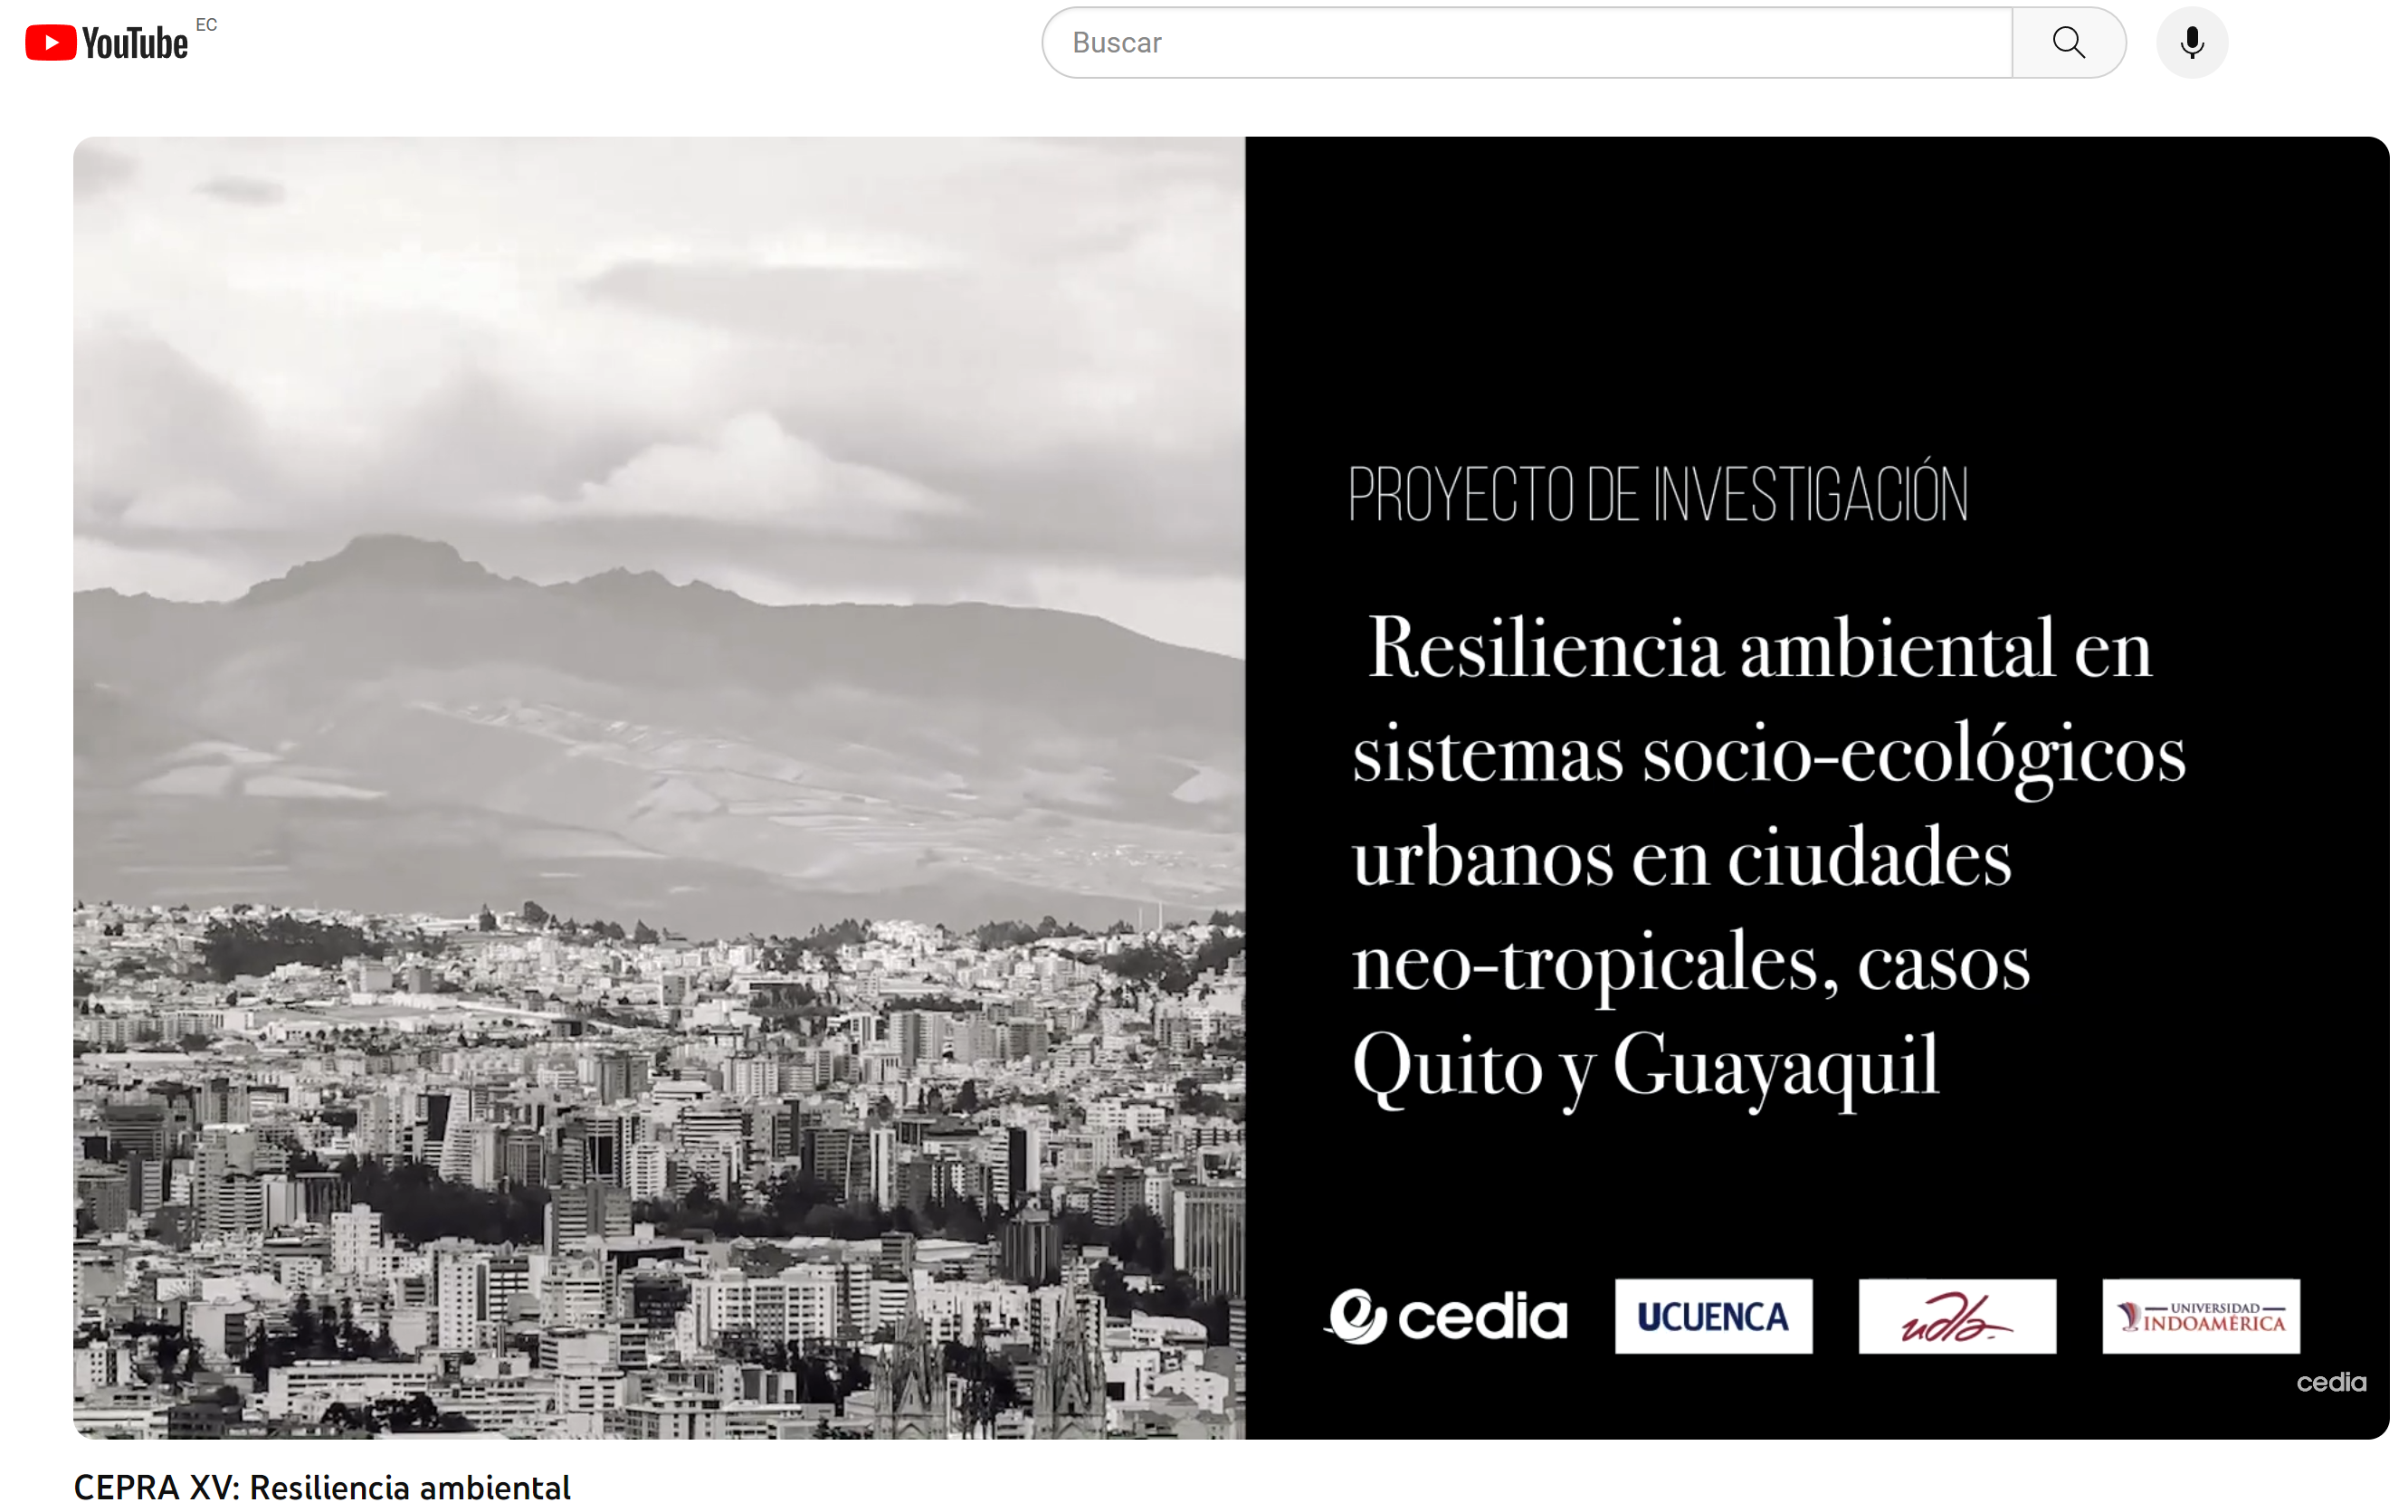 YouTube EC
Buscar
PROYECTO DE INVESTIGACIÓN
Resiliencia ambiental en
sistemas socio-ecológicos
urbanos en ciudades
neo-tropicales, casos
Quito y Guayaquil
cedia
UCUENCA
udla
UNIVERSIDAD
INDOAMÉRICA
cedia
CEPRA XV: Resiliencia ambiental